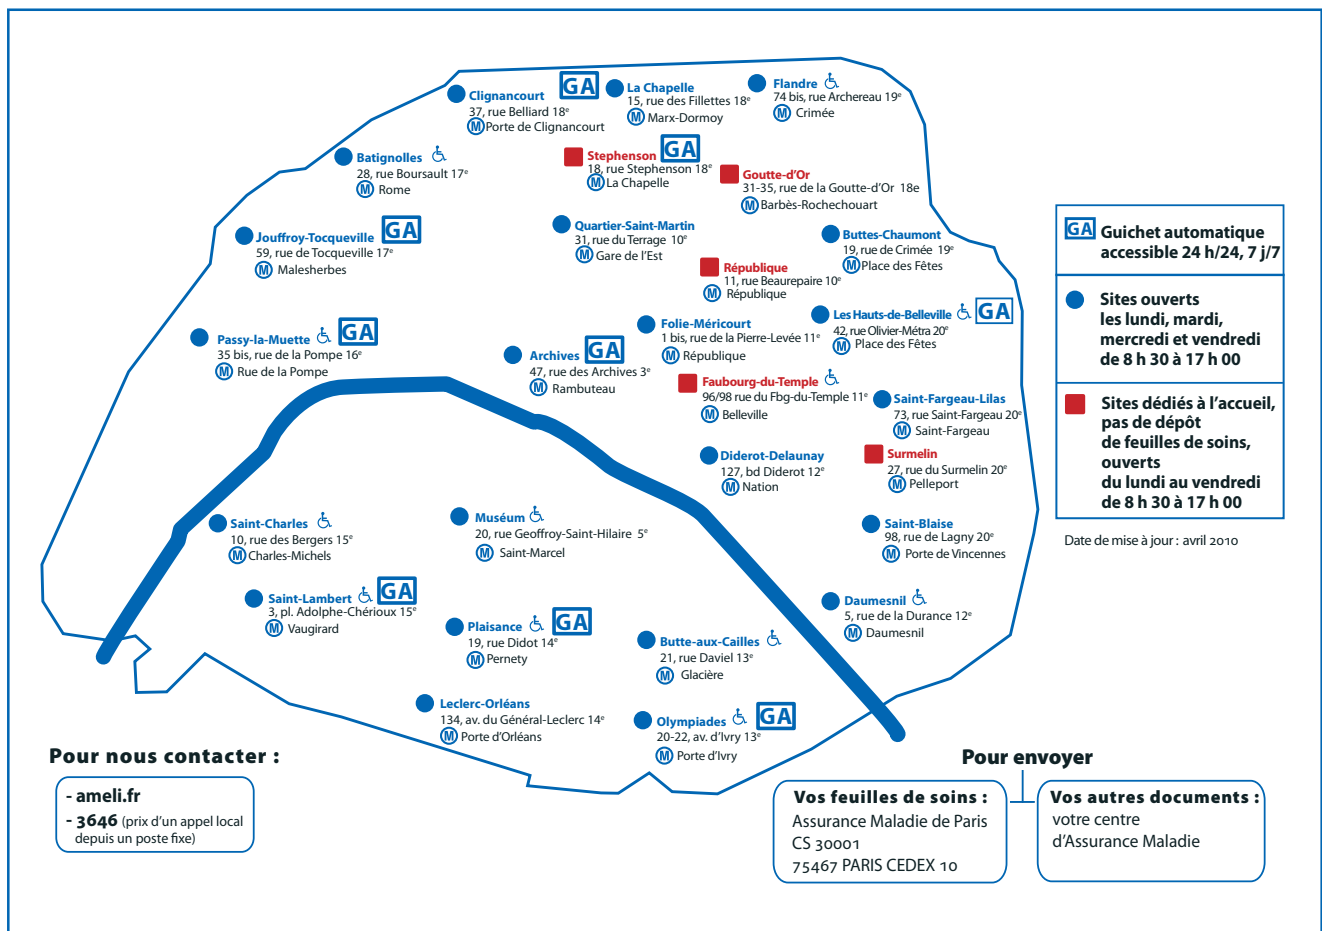 Clignancourt GA
37, rue Belliard 18e
M Porte de Clignancourt
La Chapelle
15, rue des Fillettes 18e
M Marx-Dormoy
Flandre
74 bis, rue Archereau 19e
M Crimée
Batignolles
28, rue Boursault 17e
M Rome
Stephenson GA
18, rue Stephenson 18e
M La Chapelle
Goutte-d'Or
31-35, rue de la Goutte-d'Or 18e
M Barbès-Rochechouart
Jouffroy-Tocqueville GA
59, rue de Tocqueville 17e
M Malesherbes
Quartier-Saint-Martin
31, rue du Terrage 10e
M Gare de l'Est
Buttes-Chaumont
19, rue de Crimée 19e
M Place des Fêtes
République
11, rue Beaurepaire 10e
M République
Passy-la-Muette GA
35 bis, rue de la Pompe 16e
M Rue de la Pompe
Archives GA
47, rue des Archives 3e
M Rambuteau
Folie-Méricourt
1 bis, rue de la Pierre-Levée 11e
M République
Les Hauts-de-Belleville GA
42, rue Olivier-Métra 20e
M Place des Fêtes
Faubourg-du-Temple
96/98 rue du Fbg-du-Temple 11e
M Belleville
Saint-Fargeau-Lilas
73, rue Saint-Fargeau 20e
M Saint-Fargeau
Diderot-Delaunay
127, bd Diderot 12e
M Nation
Surmelin
27, rue du Surmelin 20e
M Pelleport
Saint-Charles
10, rue des Bergers 15e
M Charles-Michels
Muséum
20, rue Geoffroy-Saint-Hilaire 5e
M Saint-Marcel
Saint-Blaise
98, rue de Lagny 20e
M Porte de Vincennes
Saint-Lambert GA
3, pl. Adolphe-Chérioux 15e
M Vaugirard
Plaisance GA
19, rue Didot 14e
M Pernety
Butte-aux-Cailles
21, rue Daviel 13e
M Glacière
Daumesnil
5, rue de la Durance 12e
M Daumesnil
Leclerc-Orléans
134, av. du Général-Leclerc 14e
M Porte d'Orléans
Olympiades GA
20-22, av. d'Ivry 13e
M Porte d'Ivry
GA Guichet automatique
accessible 24 h/24, 7 j/7
Sites ouverts
les lundi, mardi,
mercredi et vendredi
de 8 h 30 à 17 h 00
Sites dédiés à l'accueil,
pas de dépôt
de feuilles de soins,
ouverts
du lundi au vendredi
de 8 h 30 à 17 h 00
Date de mise à jour : avril 2010
Pour nous contacter :
- ameli.fr
- 3646 (prix d'un appel local
depuis un poste fixe)
Pour envoyer
Vos feuilles de soins :
Assurance Maladie de Paris
CS 30001
75467 PARIS CEDEX 10
Vos autres documents :
votre centre
d'Assurance Maladie